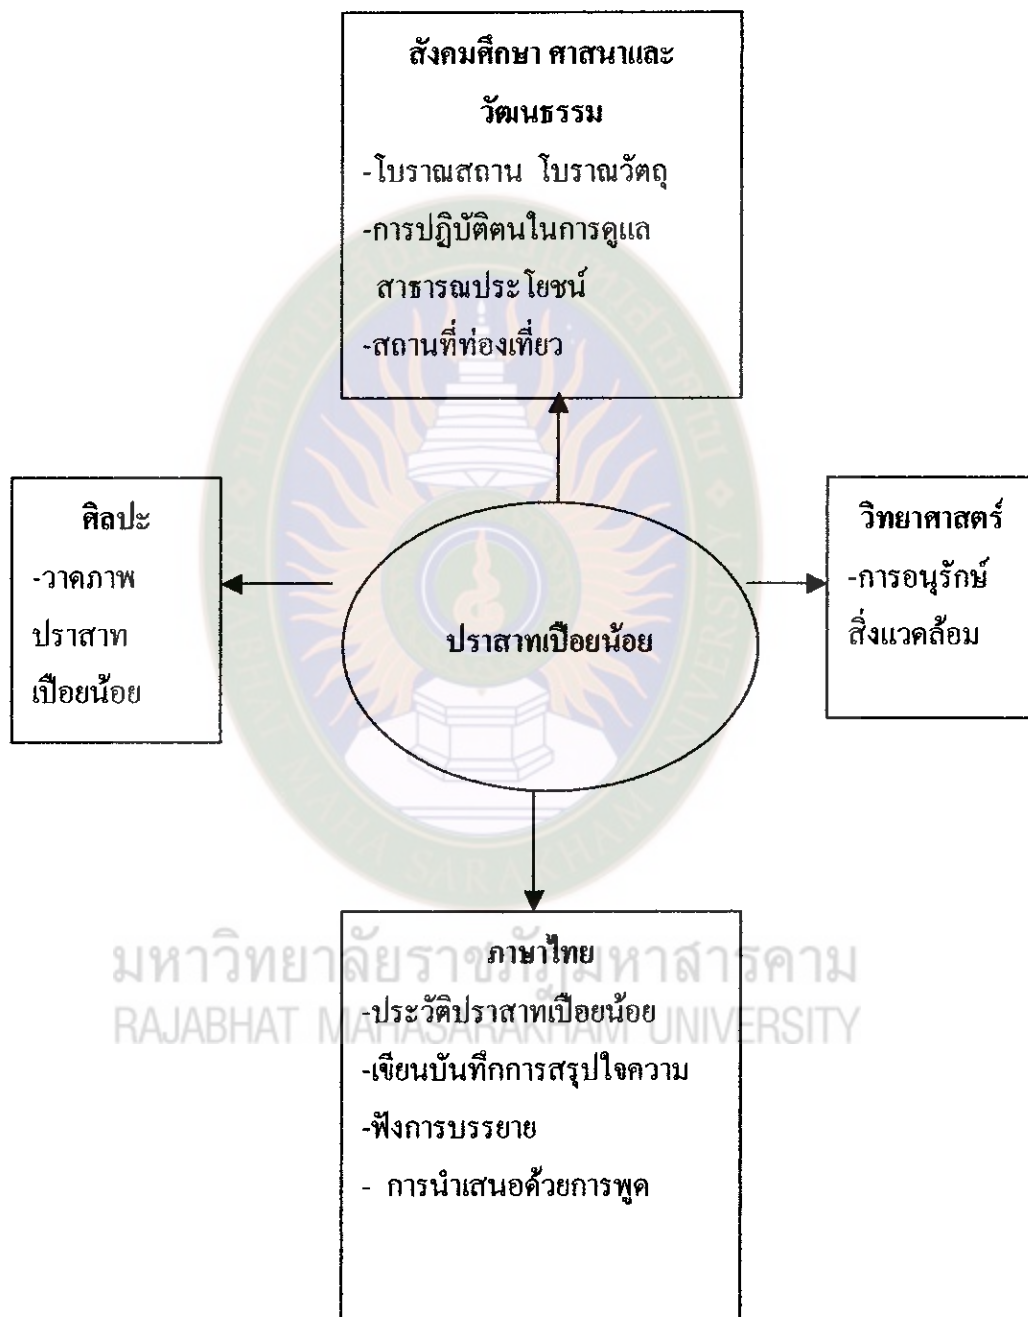 สังคมศึกษา ศาสนาและ
วัฒนธรรม
-โบราณสถาน โบราณวัตถุ
-การปฏิบัติตนในการดูแล
สาธารณประโยชน์
-สถานที่ท่องเที่ยว
ศิลปะ
-วาดภาพ
ปราสาท
เปือยน้อย
ปราสาทเปือยน้อย
วิทยาศาสตร์
-การอนุรักษ์
สิ่งแวดล้อม
ภาษาไทย
-ประวัติปราสาทเปือยน้อย
-เขียนบันทึกการสรุปใจความ
-ฟังการบรรยาย
- การนำเสนอด้วยการพูด
มหาวิทยาลัยราชภัฏมหาสารคาม
RAJABHAT MAHASARAKHAM UNIVERSITY